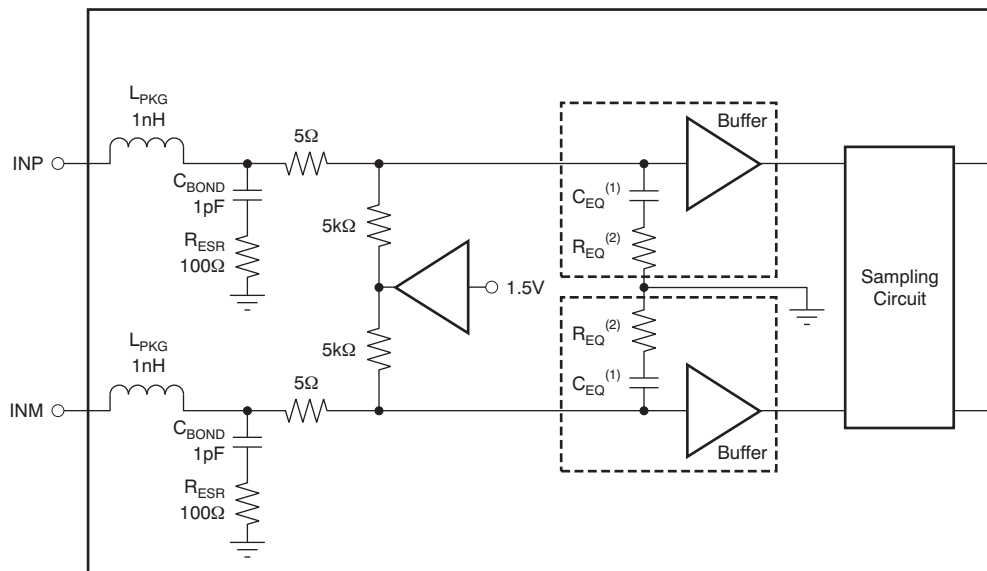 L_PKG
1nH
INP
5Ω
C_BOND
1pF
R_ESR
100Ω
5kΩ
C_EQ^(1)
R_EQ^(2)
Buffer
1.5V
Sampling
Circuit
L_PKG
1nH
INM
5Ω
5kΩ
C_BOND
1pF
R_ESR
100Ω
R_EQ^(2)
C_EQ^(1)
Buffer